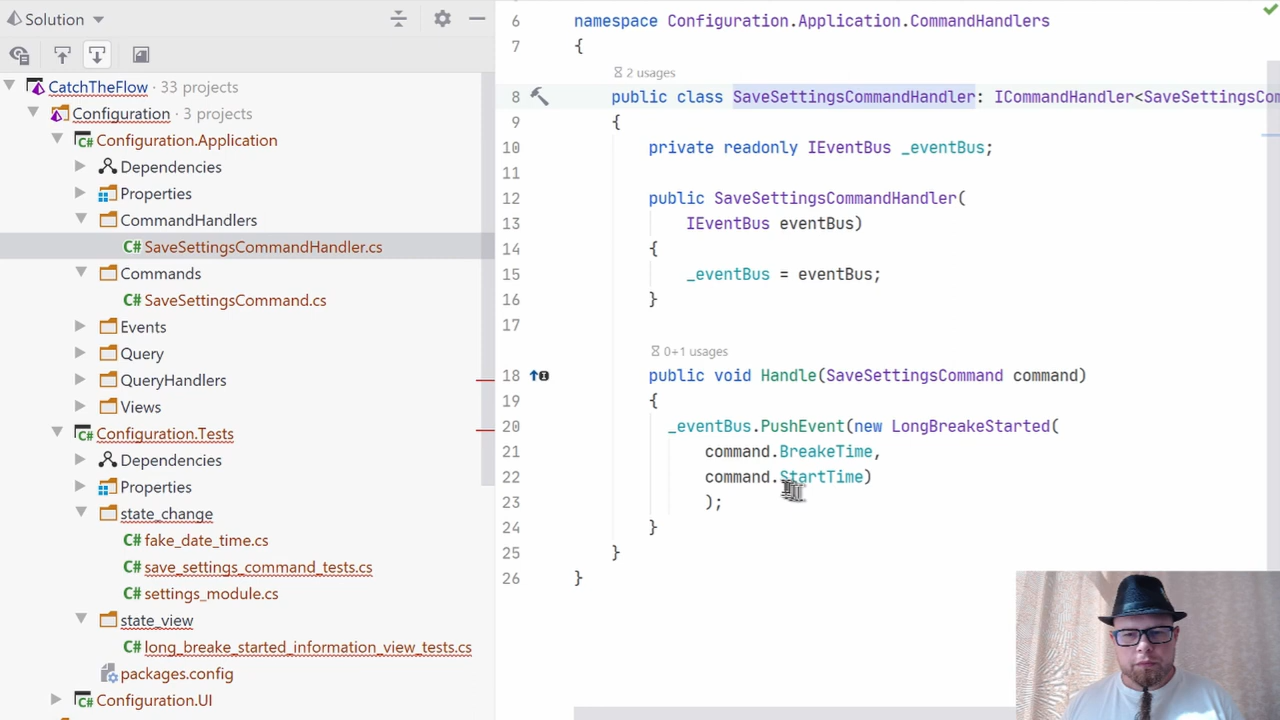 Solution
CatchTheFlow · 33 projects
Configuration · 3 projects
C# Configuration.Application
Dependencies
Properties
CommandHandlers
C# SaveSettingsCommandHandler.cs
Commands
C# SaveSettingsCommand.cs
Events
Query
QueryHandlers
Views
C# Configuration.Tests
Dependencies
Properties
state_change
C# fake_date_time.cs
C# save_settings_command_tests.cs
C# settings_module.cs
state_view
C# long_breake_started_information_view_tests.cs
packages.config
C# Configuration.UI
6 namespace Configuration.Application.CommandHandlers
7 {
2 usages
8 public class SaveSettingsCommandHandler: ICommandHandler<SaveSettingsCom
9 {
10 private readonly IEventBus _eventBus;
11
12 public SaveSettingsCommandHandler(
13 IEventBus eventBus)
14 {
15 _eventBus = eventBus;
16 }
17
0+1 usages
18 public void Handle(SaveSettingsCommand command)
19 {
20 _eventBus.PushEvent(new LongBreakeStarted(
21 command.BreakeTime,
22 command.StartTime)
23 );
24 }
25 }
26 }